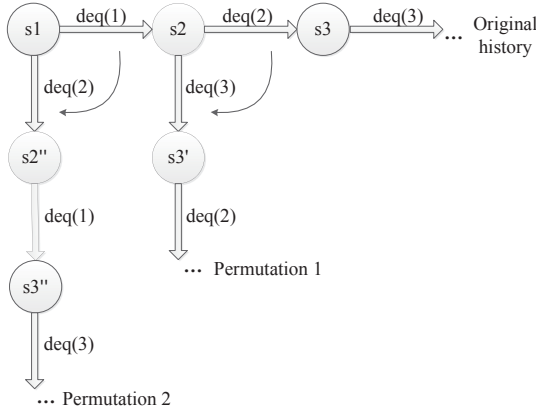 s1 deq(1) s2 deq(2) s3 deq(3) ... Original
history
deq(2) deq(3)
s2" s3'
deq(1) deq(2)
... Permutation 1
s3"
deq(3)
... Permutation 2